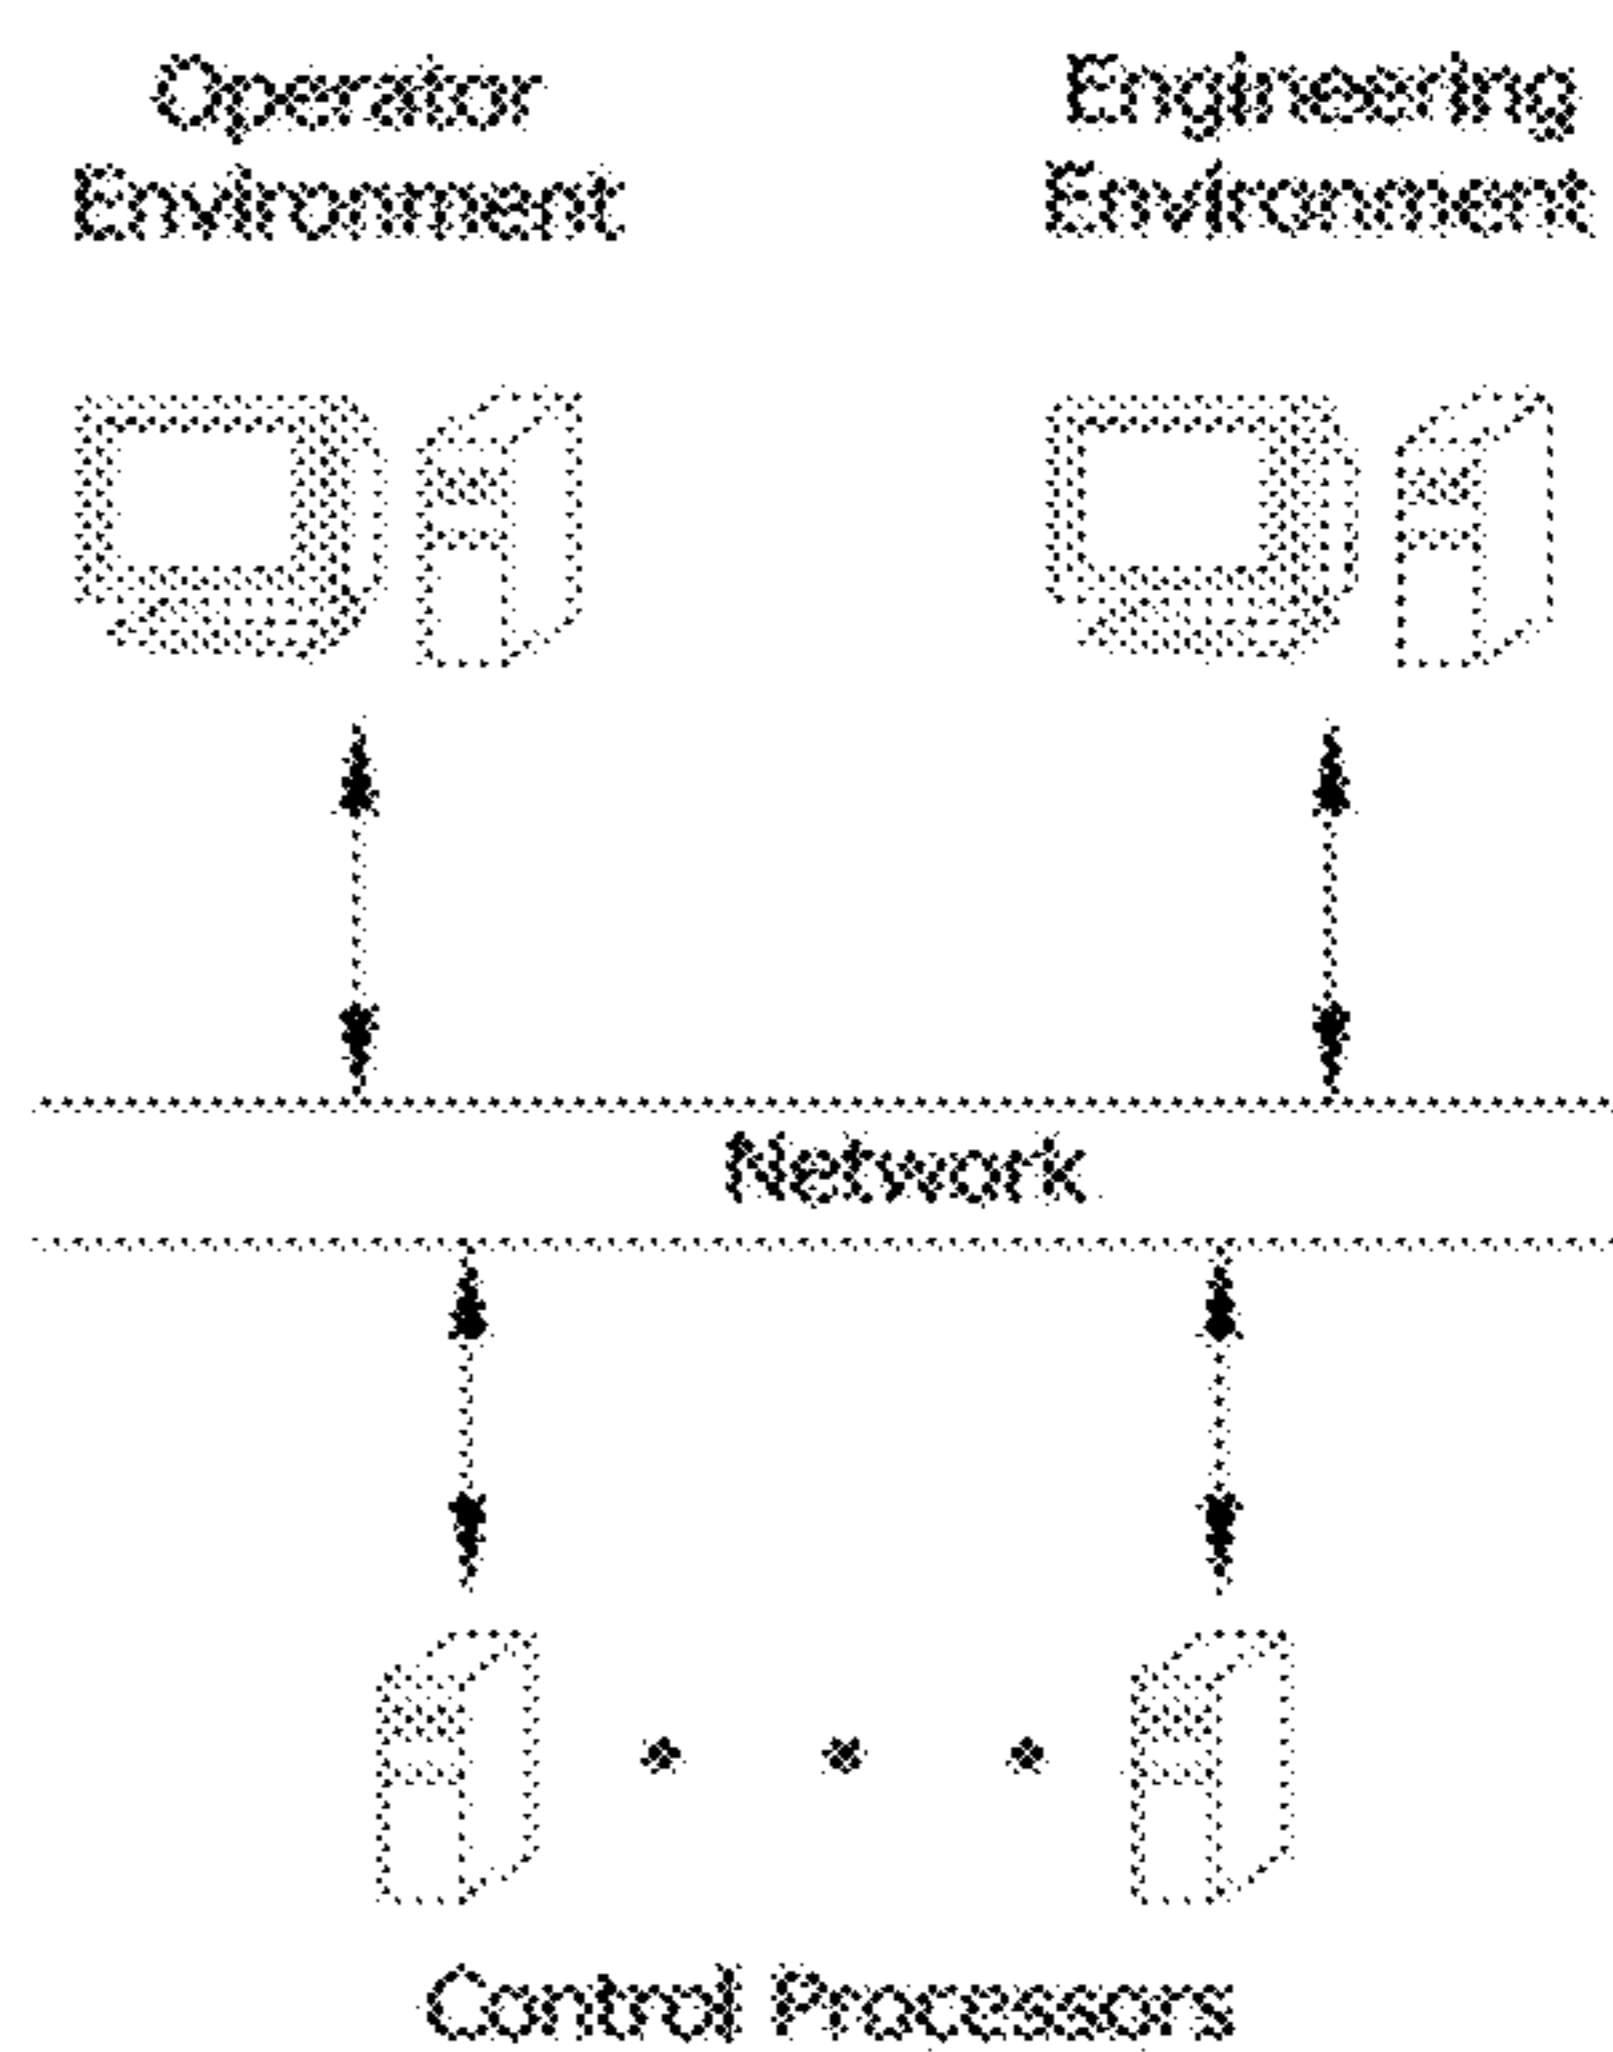 Operator
Environment
Engineering
Environment
Network
Control Processors